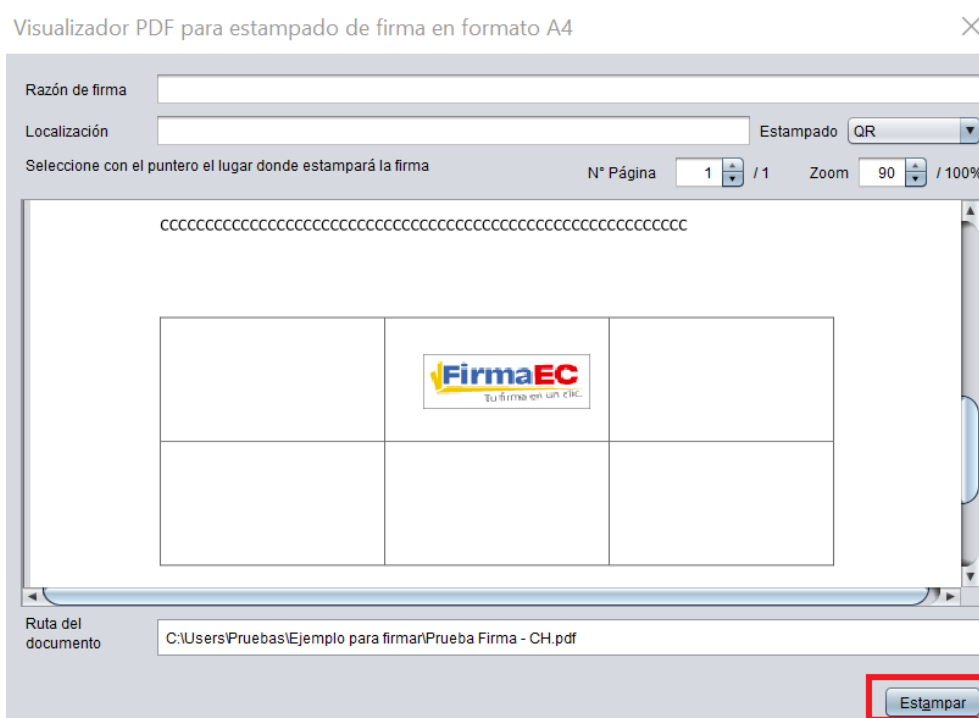 Visualizador PDF para estampado de firma en formato A4
Razón de firma
Localización
Estampado QR
Seleccione con el puntero el lugar donde estampará la firma
N° Página 1 / 1 Zoom 90 / 100%
CCCCCCCCCCCCCCCCCCCCCCCCCCCCCCCCCCCCCCCCCCCCCCCCCCCCCCCCCCC
FirmaEC
Tu firma en un clic.
Ruta del
documento
C:\Users\Pruebas\Ejemplo para firmar\Prueba Firma - CH.pdf
Estampar